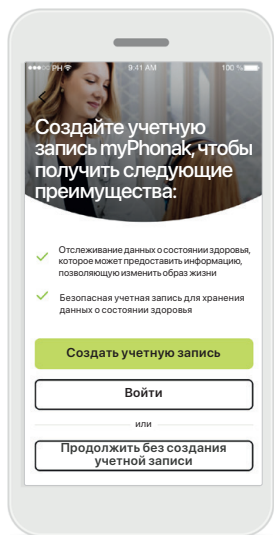 ●●●○○ PH 9:41 AM 100 %
Создайте учетную
запись myPhonak, чтобы
получить следующие
преимущества:
Отслеживание данных о состоянии здоровья,
которое может предоставить информацию,
позволяющую изменить образ жизни
Безопасная учетная запись для хранения
данных о состоянии здоровья
Создать учетную запись
Войти
или
Продолжить без создания
учетной записи